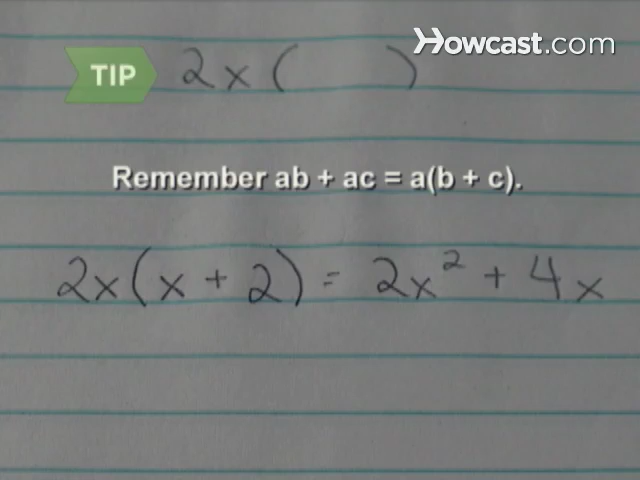 Howcast.com
TIP 2x( )
Remember ab + ac = a(b + c).
2x(x + 2) = 2x² + 4x